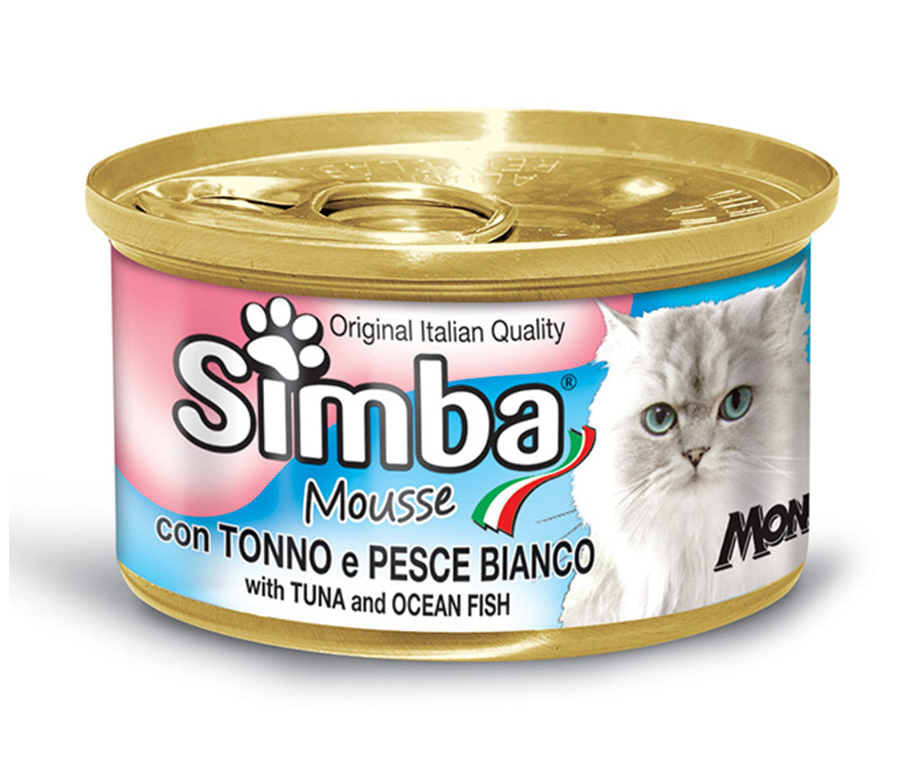 Original Italian Quality
Simba®
Mousse
con TONNO e PESCE BIANCO
with TUNA and OCEAN FISH
MON